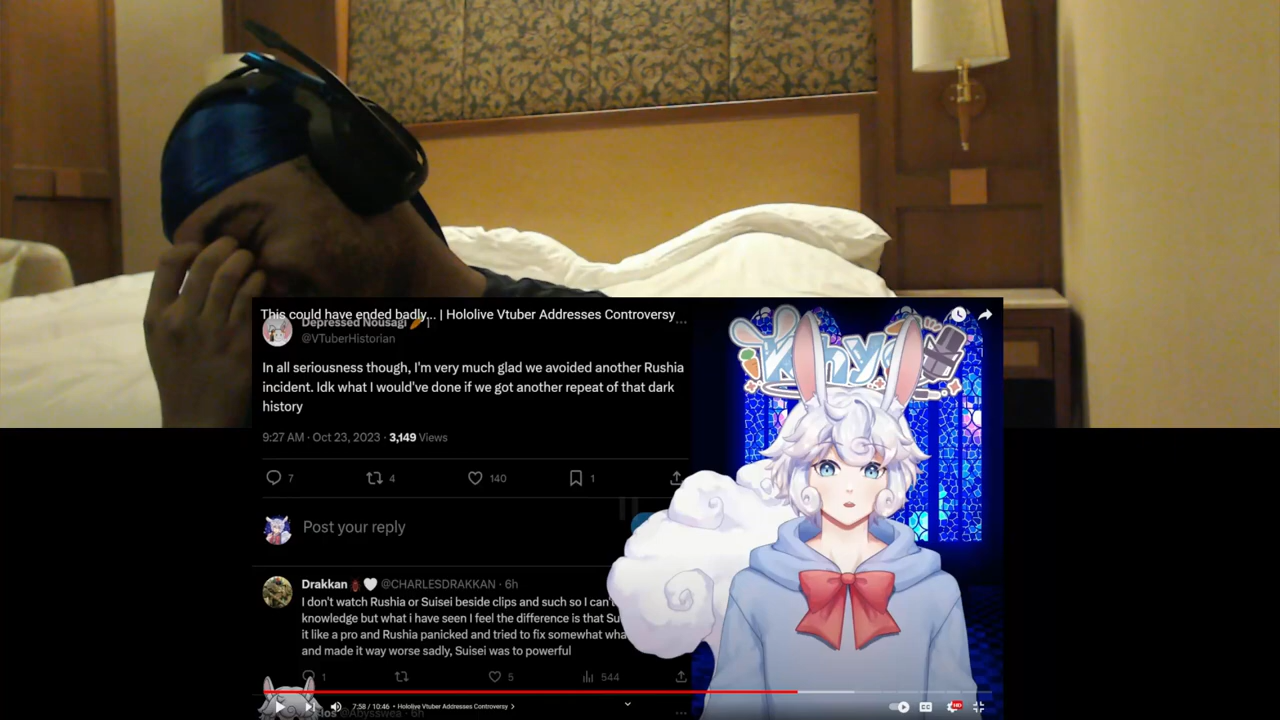 This could have ended badly... | Hololive Vtuber Addresses Controversy
Depressed Nousagi
@VTuberHistorian
In all seriousness though, I'm very much glad we avoided another Rushia
incident. Idk what I would've done if we got another repeat of that dark
history
9:27 AM · Oct 23, 2023 · 3,149 Views
7
4
140
1
Post your reply
Drakkan @CHARLESDRAKKAN · 6h
I don't watch Rushia or Suisei beside clips and such so I can't
knowledge but what i have seen I feel the difference is that Su
it like a pro and Rushia panicked and tried to fix somewhat wha
and made it way worse sadly, Suisei was to powerful
1
5
544
@Abysswea · 6h
7:58 / 10:46 • Hololive Vtuber Addresses Controversy
CC
HD